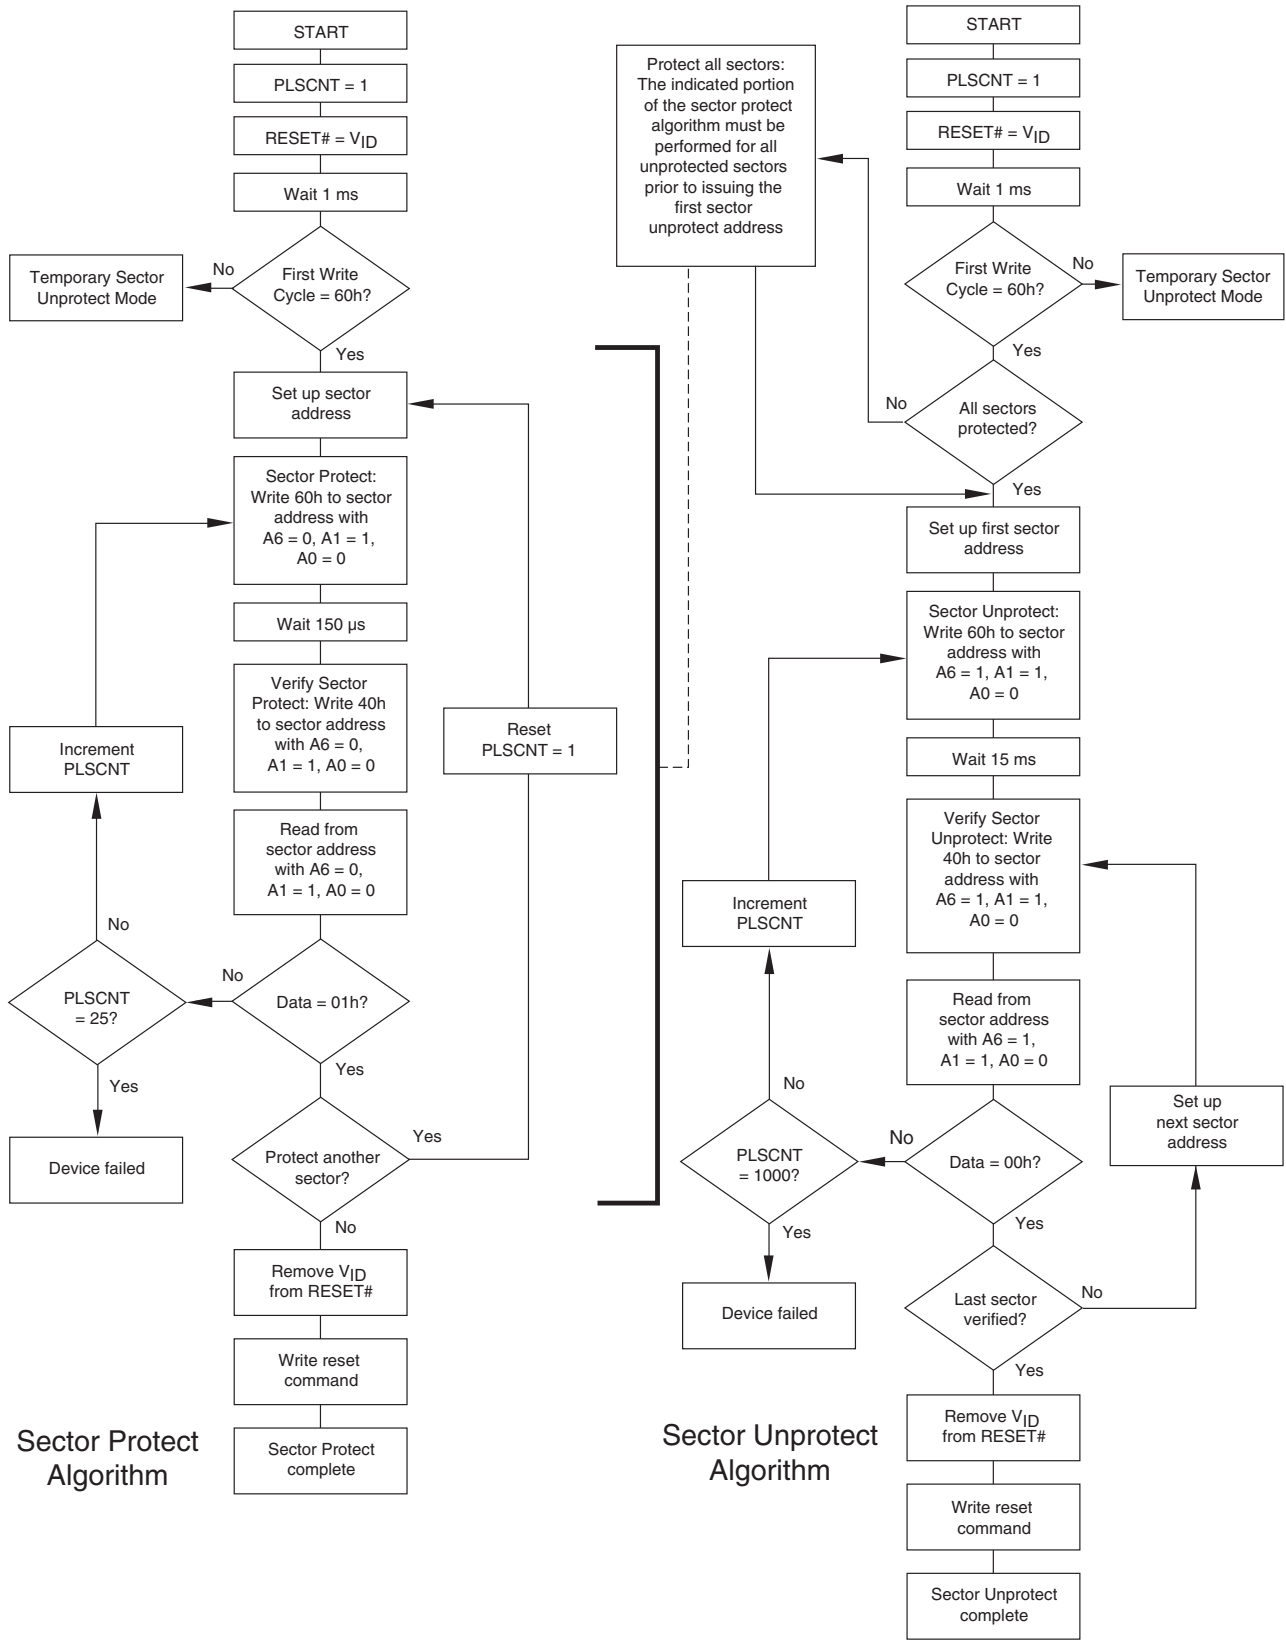 START
PLSCNT = 1
RESET# = VID
Wait 1 ms
First Write
Cycle = 60h?
No
Temporary Sector
Unprotect Mode
Yes
Set up sector
address
Sector Protect:
Write 60h to sector
address with
A6 = 0, A1 = 1,
A0 = 0
Wait 150 µs
Verify Sector
Protect: Write 40h
to sector address
with A6 = 0,
A1 = 1, A0 = 0
Reset
PLSCNT = 1
Increment
PLSCNT
Read from
sector address
with A6 = 0,
A1 = 1, A0 = 0
No
No
Data = 01h?
PLSCNT
= 25?
Yes
Yes
Device failed
Protect another
sector?
Yes
No
Remove VID
from RESET#
Write reset
command
Sector Protect
complete
Sector Protect
Algorithm
Protect all sectors:
The indicated portion
of the sector protect
algorithm must be
performed for all
unprotected sectors
prior to issuing the
first sector
unprotect address
START
PLSCNT = 1
RESET# = VID
Wait 1 ms
First Write
Cycle = 60h?
No
Temporary Sector
Unprotect Mode
Yes
No
All sectors
protected?
Yes
Set up first sector
address
Sector Unprotect:
Write 60h to sector
address with
A6 = 1, A1 = 1,
A0 = 0
Wait 15 ms
Verify Sector
Unprotect: Write
40h to sector
address with
A6 = 1, A1 = 1,
A0 = 0
Increment
PLSCNT
Read from
sector address
with A6 = 1,
A1 = 1, A0 = 0
No
Set up
next sector
address
No
Data = 00h?
PLSCNT
= 1000?
Yes
Yes
Device failed
Last sector
verified?
No
Yes
Remove VID
from RESET#
Write reset
command
Sector Unprotect
complete
Sector Unprotect
Algorithm